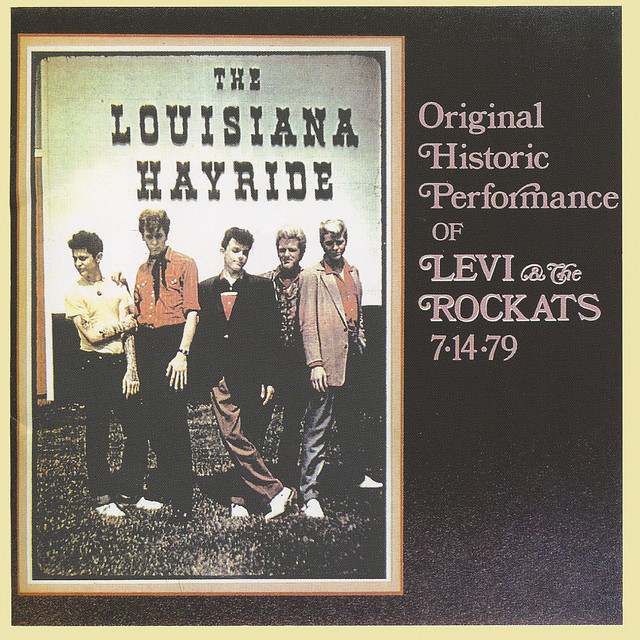 THE
LOUISIANA
HAYRIDE
Original
Historic
Performance
OF
LEVI & The
ROCKATS
7·14·79